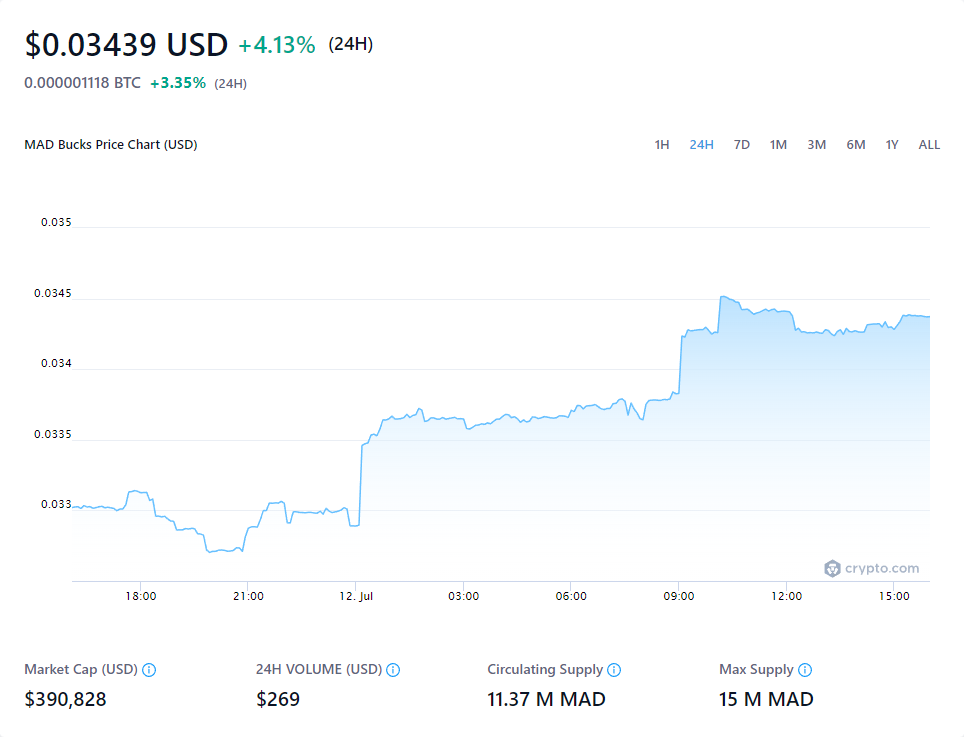 $0.03439 USD +4.13% (24H)
0.000001118 BTC +3.35% (24H)
MAD Bucks Price Chart (USD) 1H 24H 7D 1M 3M 6M 1Y ALL
0.035
0.0345
0.034
0.0335
0.033
crypto.com
18:00 21:00 12. Jul 03:00 06:00 09:00 12:00 15:00
Market Cap (USD) 24H VOLUME (USD) Circulating Supply Max Supply
$390,828 $269 11.37 M MAD 15 M MAD